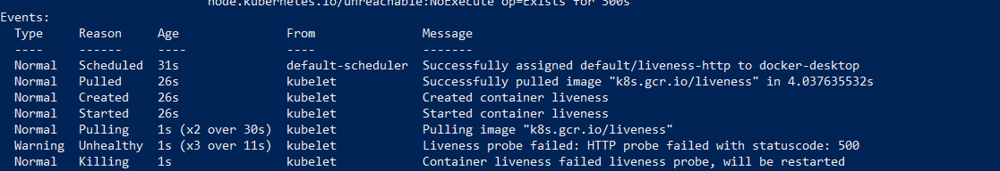 node.kubernetes.io/unreachable:NoExecute op=Exists for 300s
Events:
Type Reason Age From Message
---- ------ ---- ---- -------
Normal Scheduled 31s default-scheduler Successfully assigned default/liveness-http to docker-desktop
Normal Pulled 26s kubelet Successfully pulled image "k8s.gcr.io/liveness" in 4.037635532s
Normal Created 26s kubelet Created container liveness
Normal Started 26s kubelet Started container liveness
Normal Pulling 1s (x2 over 30s) kubelet Pulling image "k8s.gcr.io/liveness"
Warning Unhealthy 1s (x3 over 11s) kubelet Liveness probe failed: HTTP probe failed with statuscode: 500
Normal Killing 1s kubelet Container liveness failed liveness probe, will be restarted